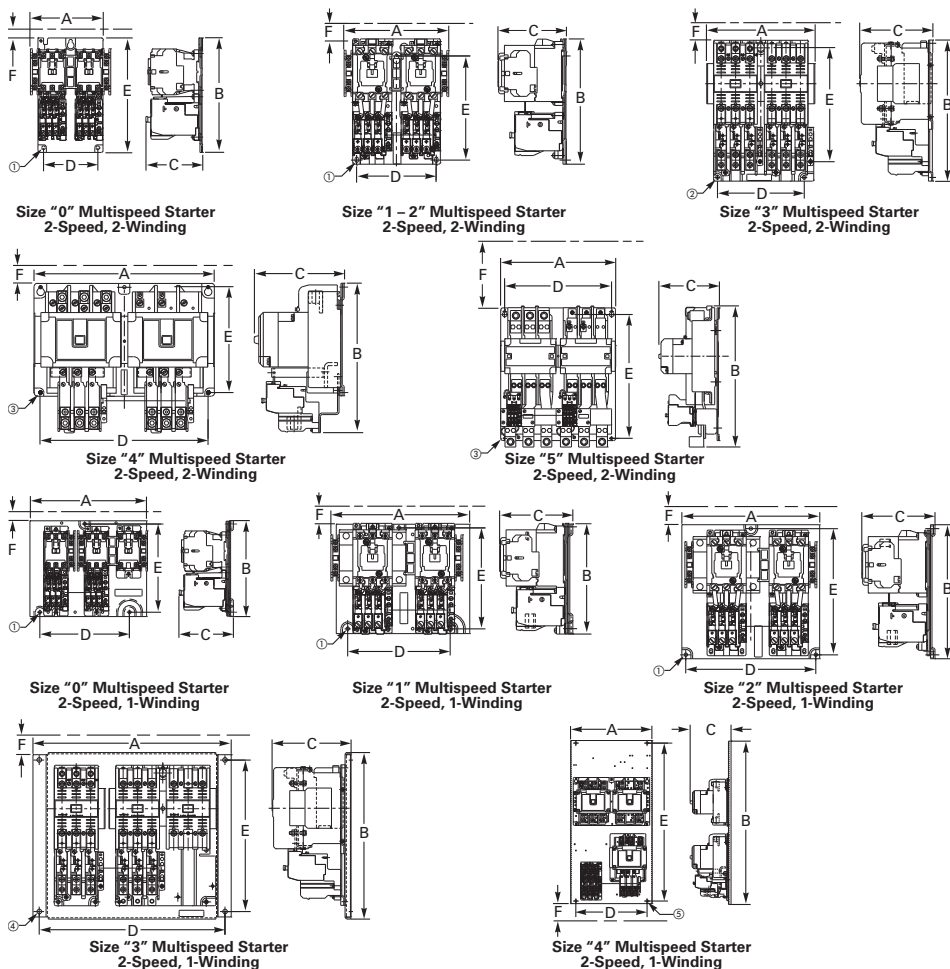 A
F
E
B
①
D
C
Size "0" Multispeed Starter
2-Speed, 2-Winding
F
A
C
E
B
①
D
Size "1 – 2" Multispeed Starter
2-Speed, 2-Winding
F
A
C
E
B
②
D
Size "3" Multispeed Starter
2-Speed, 2-Winding
F
A
C
E
B
③
D
Size "4" Multispeed Starter
2-Speed, 2-Winding
F
A
C
D
E
B
③
Size "5" Multispeed Starter
2-Speed, 2-Winding
A
F
E
B
①
D
C
Size "0" Multispeed Starter
2-Speed, 1-Winding
F
A
C
E
B
①
D
Size "1" Multispeed Starter
2-Speed, 1-Winding
F
A
C
E
B
①
D
Size "2" Multispeed Starter
2-Speed, 1-Winding
F
A
C
E
B
④
D
Size "3" Multispeed Starter
2-Speed, 1-Winding
A
C
E
B
F
D
⑤
Size "4" Multispeed Starter
2-Speed, 1-Winding